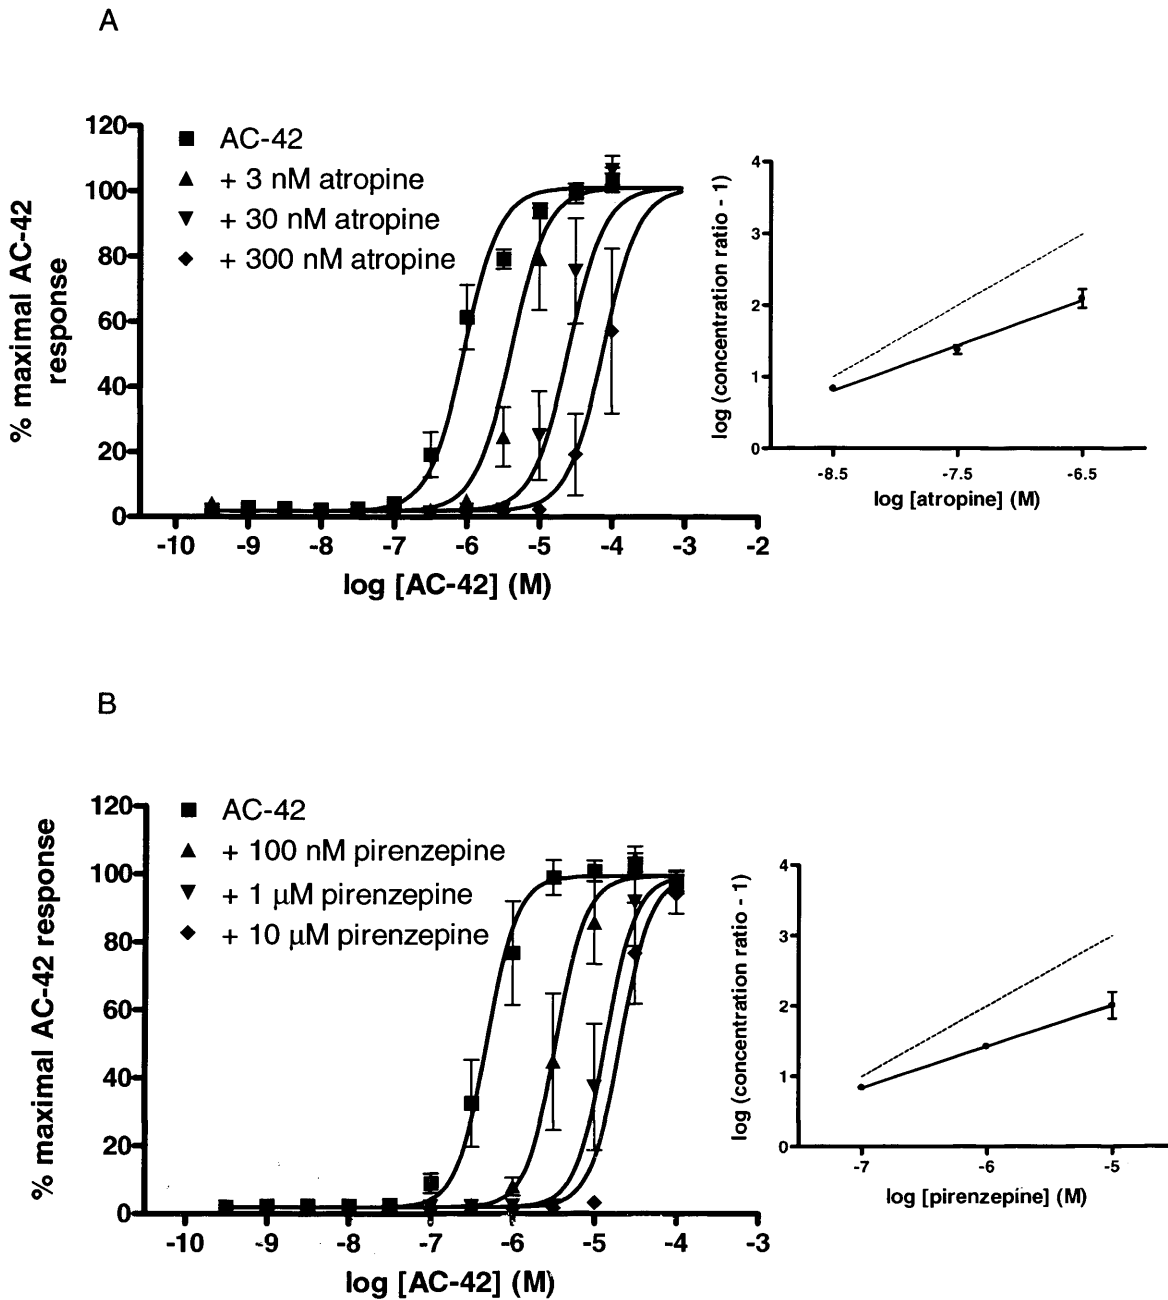 A
120
100
80
60
40
20
0
% maximal AC-42
response
AC-42
+ 3 nM atropine
+ 30 nM atropine
+ 300 nM atropine
-10 -9 -8 -7 -6 -5 -4 -3 -2
log [AC-42] (M)
4
3
2
1
0
log (concentration ratio - 1)
-8.5 -7.5 -6.5
log [atropine] (M)
B
120
100
80
60
40
20
0
% maximal AC-42 response
AC-42
+ 100 nM pirenzepine
+ 1 µM pirenzepine
+ 10 µM pirenzepine
-10 -9 -8 -7 -6 -5 -4 -3
log [AC-42] (M)
4
3
2
1
0
log (concentration ratio - 1)
-7 -6 -5
log [pirenzepine] (M)